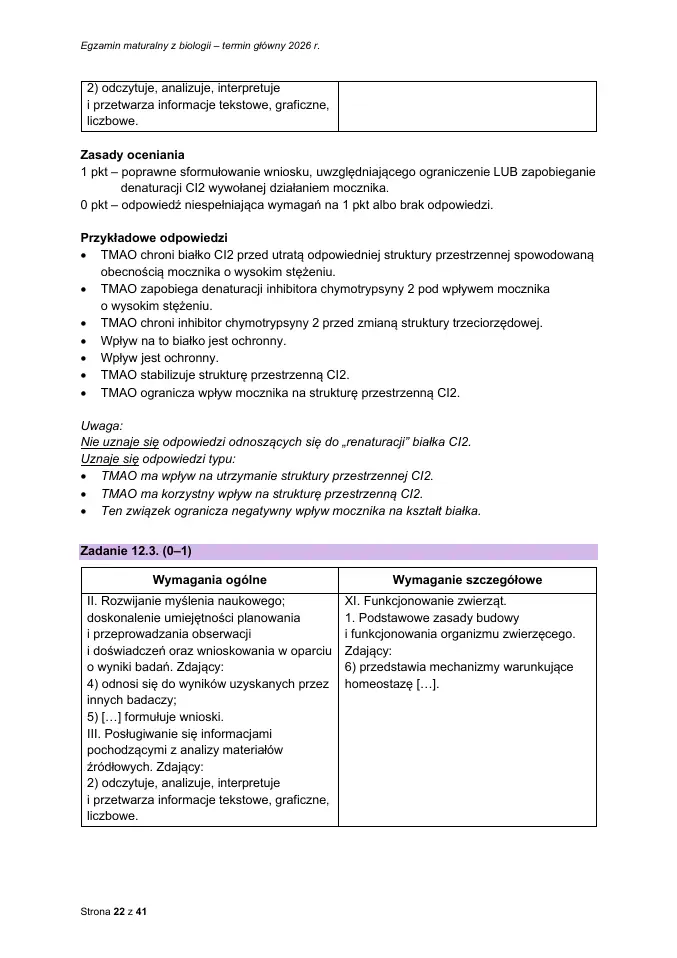 Egzamin maturalny z biologii – termin główny 2026 r.
2) odczytuje, analizuje, interpretuje
i przetwarza informacje tekstowe, graficzne,
liczbowe.
Zasady oceniania
1 pkt – poprawne sformułowanie wniosku, uwzględniającego ograniczenie LUB zapobieganie
denaturacji CI2 wywołanej działaniem mocznika.
0 pkt – odpowiedź niespełniająca wymagań na 1 pkt albo brak odpowiedzi.
Przykładowe odpowiedzi
• TMAO chroni białko CI2 przed utratą odpowiedniej struktury przestrzennej spowodowaną
obecnością mocznika o wysokim stężeniu.
• TMAO zapobiega denaturacji inhibitora chymotrypsyny 2 pod wpływem mocznika
o wysokim stężeniu.
• TMAO chroni inhibitor chymotrypsyny 2 przed zmianą struktury trzeciorzędowej.
• Wpływ na to białko jest ochronny.
• Wpływ jest ochronny.
• TMAO stabilizuje strukturę przestrzenną CI2.
• TMAO ogranicza wpływ mocznika na strukturę przestrzenną CI2.
Uwaga:
Nie uznaje się odpowiedzi odnoszących się do „renaturacji” białka CI2.
Uznaje się odpowiedzi typu:
• TMAO ma wpływ na utrzymanie struktury przestrzennej CI2.
• TMAO ma korzystny wpływ na strukturę przestrzenną CI2.
• Ten związek ogranicza negatywny wpływ mocznika na kształt białka.
Zadanie 12.3. (0–1)
Wymagania ogólne
II. Rozwijanie myślenia naukowego;
doskonalenie umiejętności planowania
i przeprowadzania obserwacji
i doświadczeń oraz wnioskowania w oparciu
o wyniki badań. Zdający:
4) odnosi się do wyników uzyskanych przez
innych badaczy;
5) […] formułuje wnioski.
III. Posługiwanie się informacjami
pochodzącymi z analizy materiałów
źródłowych. Zdający:
2) odczytuje, analizuje, interpretuje
i przetwarza informacje tekstowe, graficzne,
liczbowe.
Wymaganie szczegółowe
XI. Funkcjonowanie zwierząt.
1. Podstawowe zasady budowy
i funkcjonowania organizmu zwierzęcego.
Zdający:
6) przedstawia mechanizmy warunkujące
homeostazę […].
Strona 22 z 41